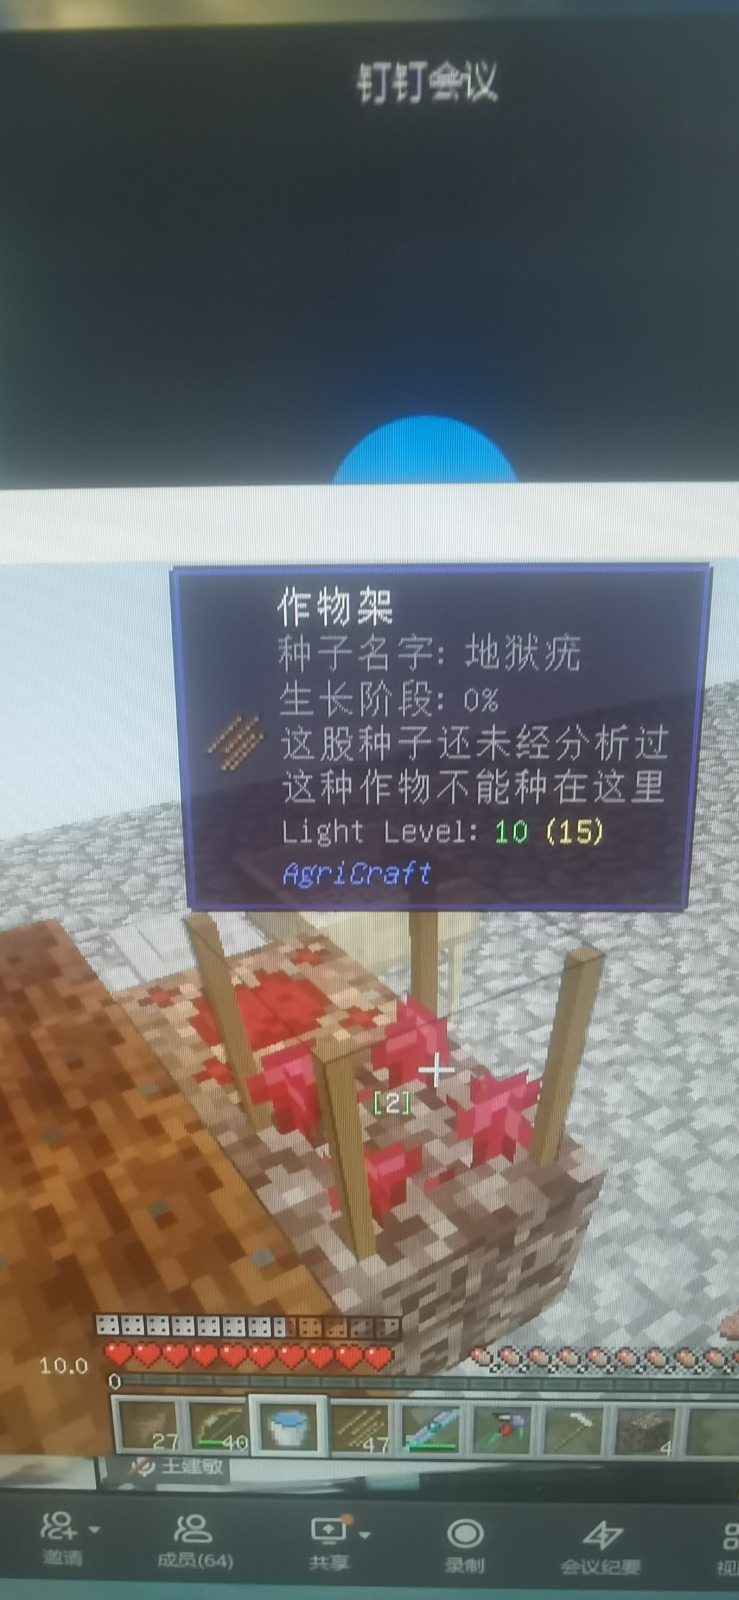 钉钉会议
作物架
种子名字: 地狱疣
生长阶段: 0%
这股种子还未经分析过
这种作物不能种在这里
Light Level: 10 (15)
AgriCraft
[2]
10.0
0
27
40
47
4
王建敏
邀请
成员(64)
共享
录制
会议纪要